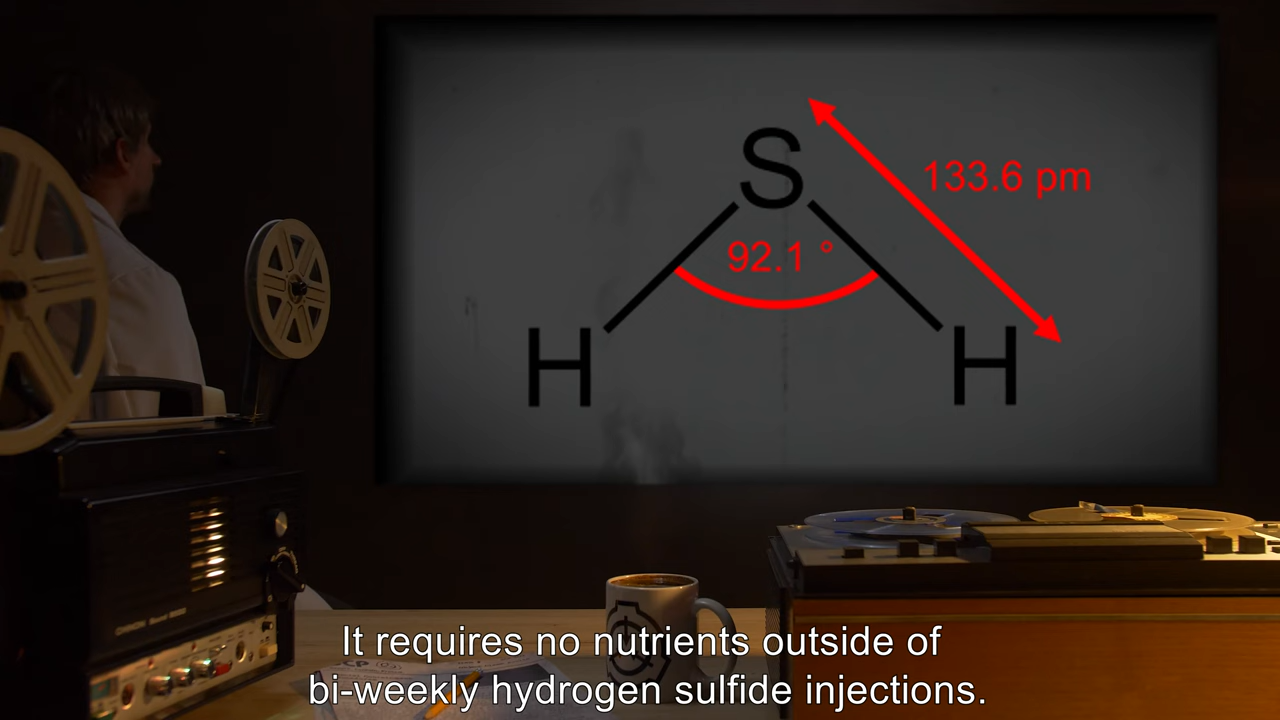 S
133.6 pm
92.1 °
H
H
It requires no nutrients outside of
bi-weekly hydrogen sulfide injections.